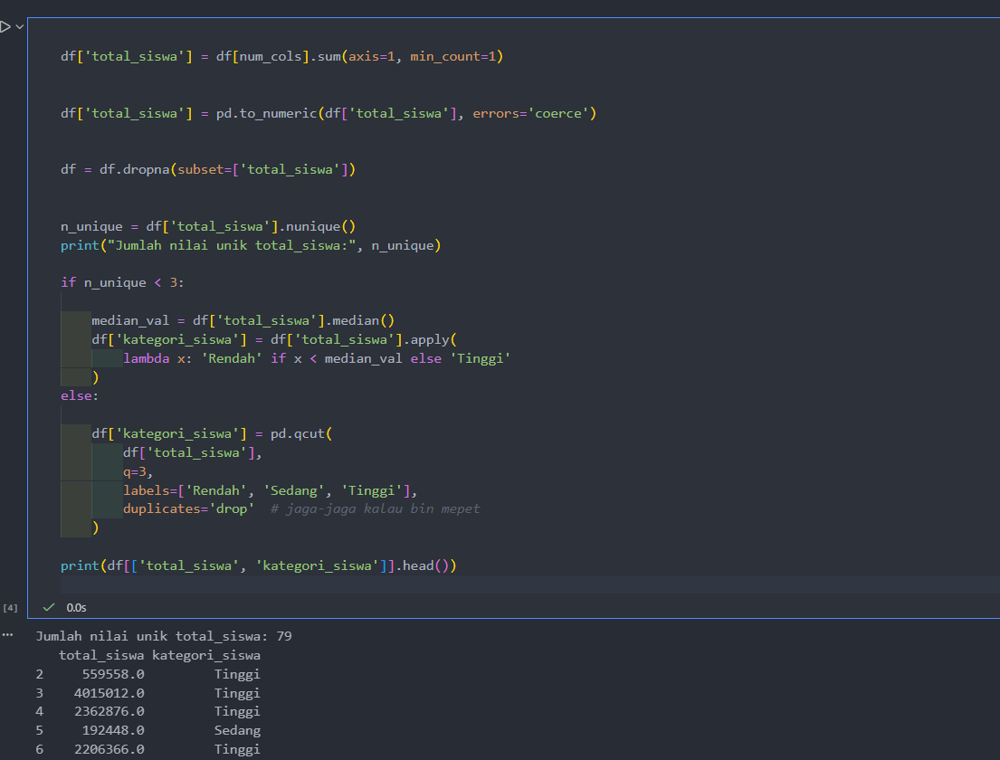 df['total_siswa'] = df[num_cols].sum(axis=1, min_count=1)
df['total_siswa'] = pd.to_numeric(df['total_siswa'], errors='coerce')
df = df.dropna(subset=['total_siswa'])
n_unique = df['total_siswa'].nunique()
print("Jumlah nilai unik total_siswa:", n_unique)
if n_unique < 3:
    median_val = df['total_siswa'].median()
    df['kategori_siswa'] = df['total_siswa'].apply(
        lambda x: 'Rendah' if x < median_val else 'Tinggi'
    )
else:
    df['kategori_siswa'] = pd.qcut(
        df['total_siswa'],
        q=3,
        labels=['Rendah', 'Sedang', 'Tinggi'],
        duplicates='drop'  # jaga-jaga kalau bin mepet
    )
print(df[['total_siswa', 'kategori_siswa']].head())
[4] 0.0s
Jumlah nilai unik total_siswa: 79
   total_siswa kategori_siswa
2     559558.0         Tinggi
3    4015012.0         Tinggi
4    2362876.0         Tinggi
5     192448.0         Sedang
6    2206366.0         Tinggi